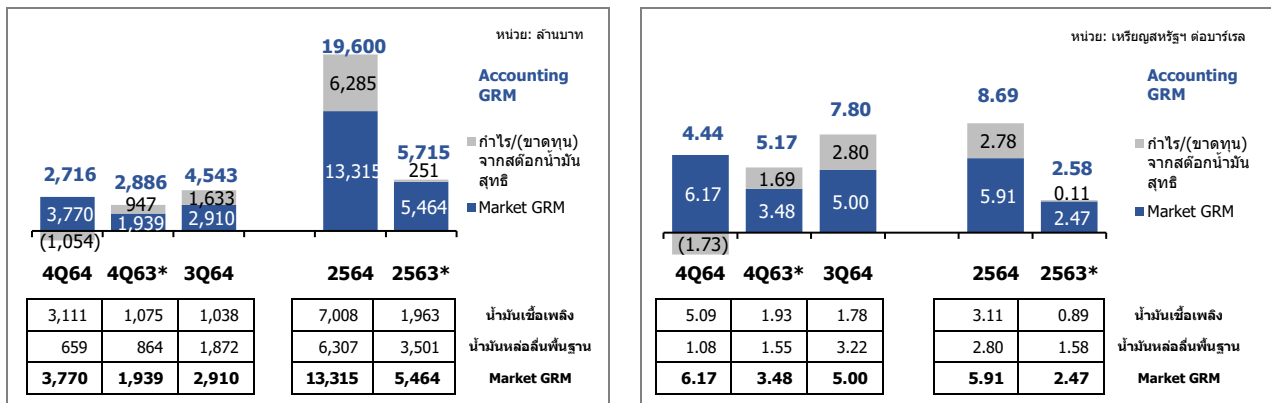 หน่วย: ล้านบาท
19,600
Accounting
GRM
6,285
กำไร/(ขาดทุน)
จากสต๊อกน้ำมัน
สุทธิ
Market GRM
13,315
5,715
251
5,464
2,716
2,886
4,543
3,770
947
1,633
1,939
2,910
(1,054)
4Q64 4Q63* 3Q64 2564 2563*
3,111 1,075 1,038 7,008 1,963 น้ำมันเชื้อเพลิง
659 864 1,872 6,307 3,501 น้ำมันหล่อลื่นพื้นฐาน
3,770 1,939 2,910 13,315 5,464 Market GRM
หน่วย: เหรียญสหรัฐฯ ต่อบาร์เรล
Accounting
GRM
กำไร/(ขาดทุน)
จากสต๊อกน้ำมัน
สุทธิ
Market GRM
4.44 5.17 7.80 8.69 2.58
1.69 2.80 2.78 0.11
6.17 3.48 5.00 5.91 2.47
(1.73)
4Q64 4Q63* 3Q64 2564 2563*
5.09 1.93 1.78 3.11 0.89 น้ำมันเชื้อเพลิง
1.08 1.55 3.22 2.80 1.58 น้ำมันหล่อลื่นพื้นฐาน
6.17 3.48 5.00 5.91 2.47 Market GRM